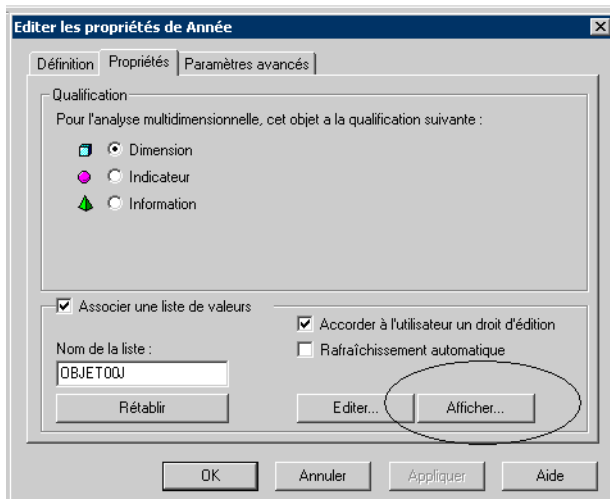 Editer les propriétés de Année
Définition
Propriétés
Paramètres avancés
Qualification
Pour l'analyse multidimensionnelle, cet objet a la qualification suivante :
Dimension
Indicateur
Information
Associer une liste de valeurs
Accorder à l'utilisateur un droit d'édition
Nom de la liste :
Rafraîchissement automatique
OBJET00J
Rétablir
Editer...
Afficher...
OK
Annuler
Appliquer
Aide